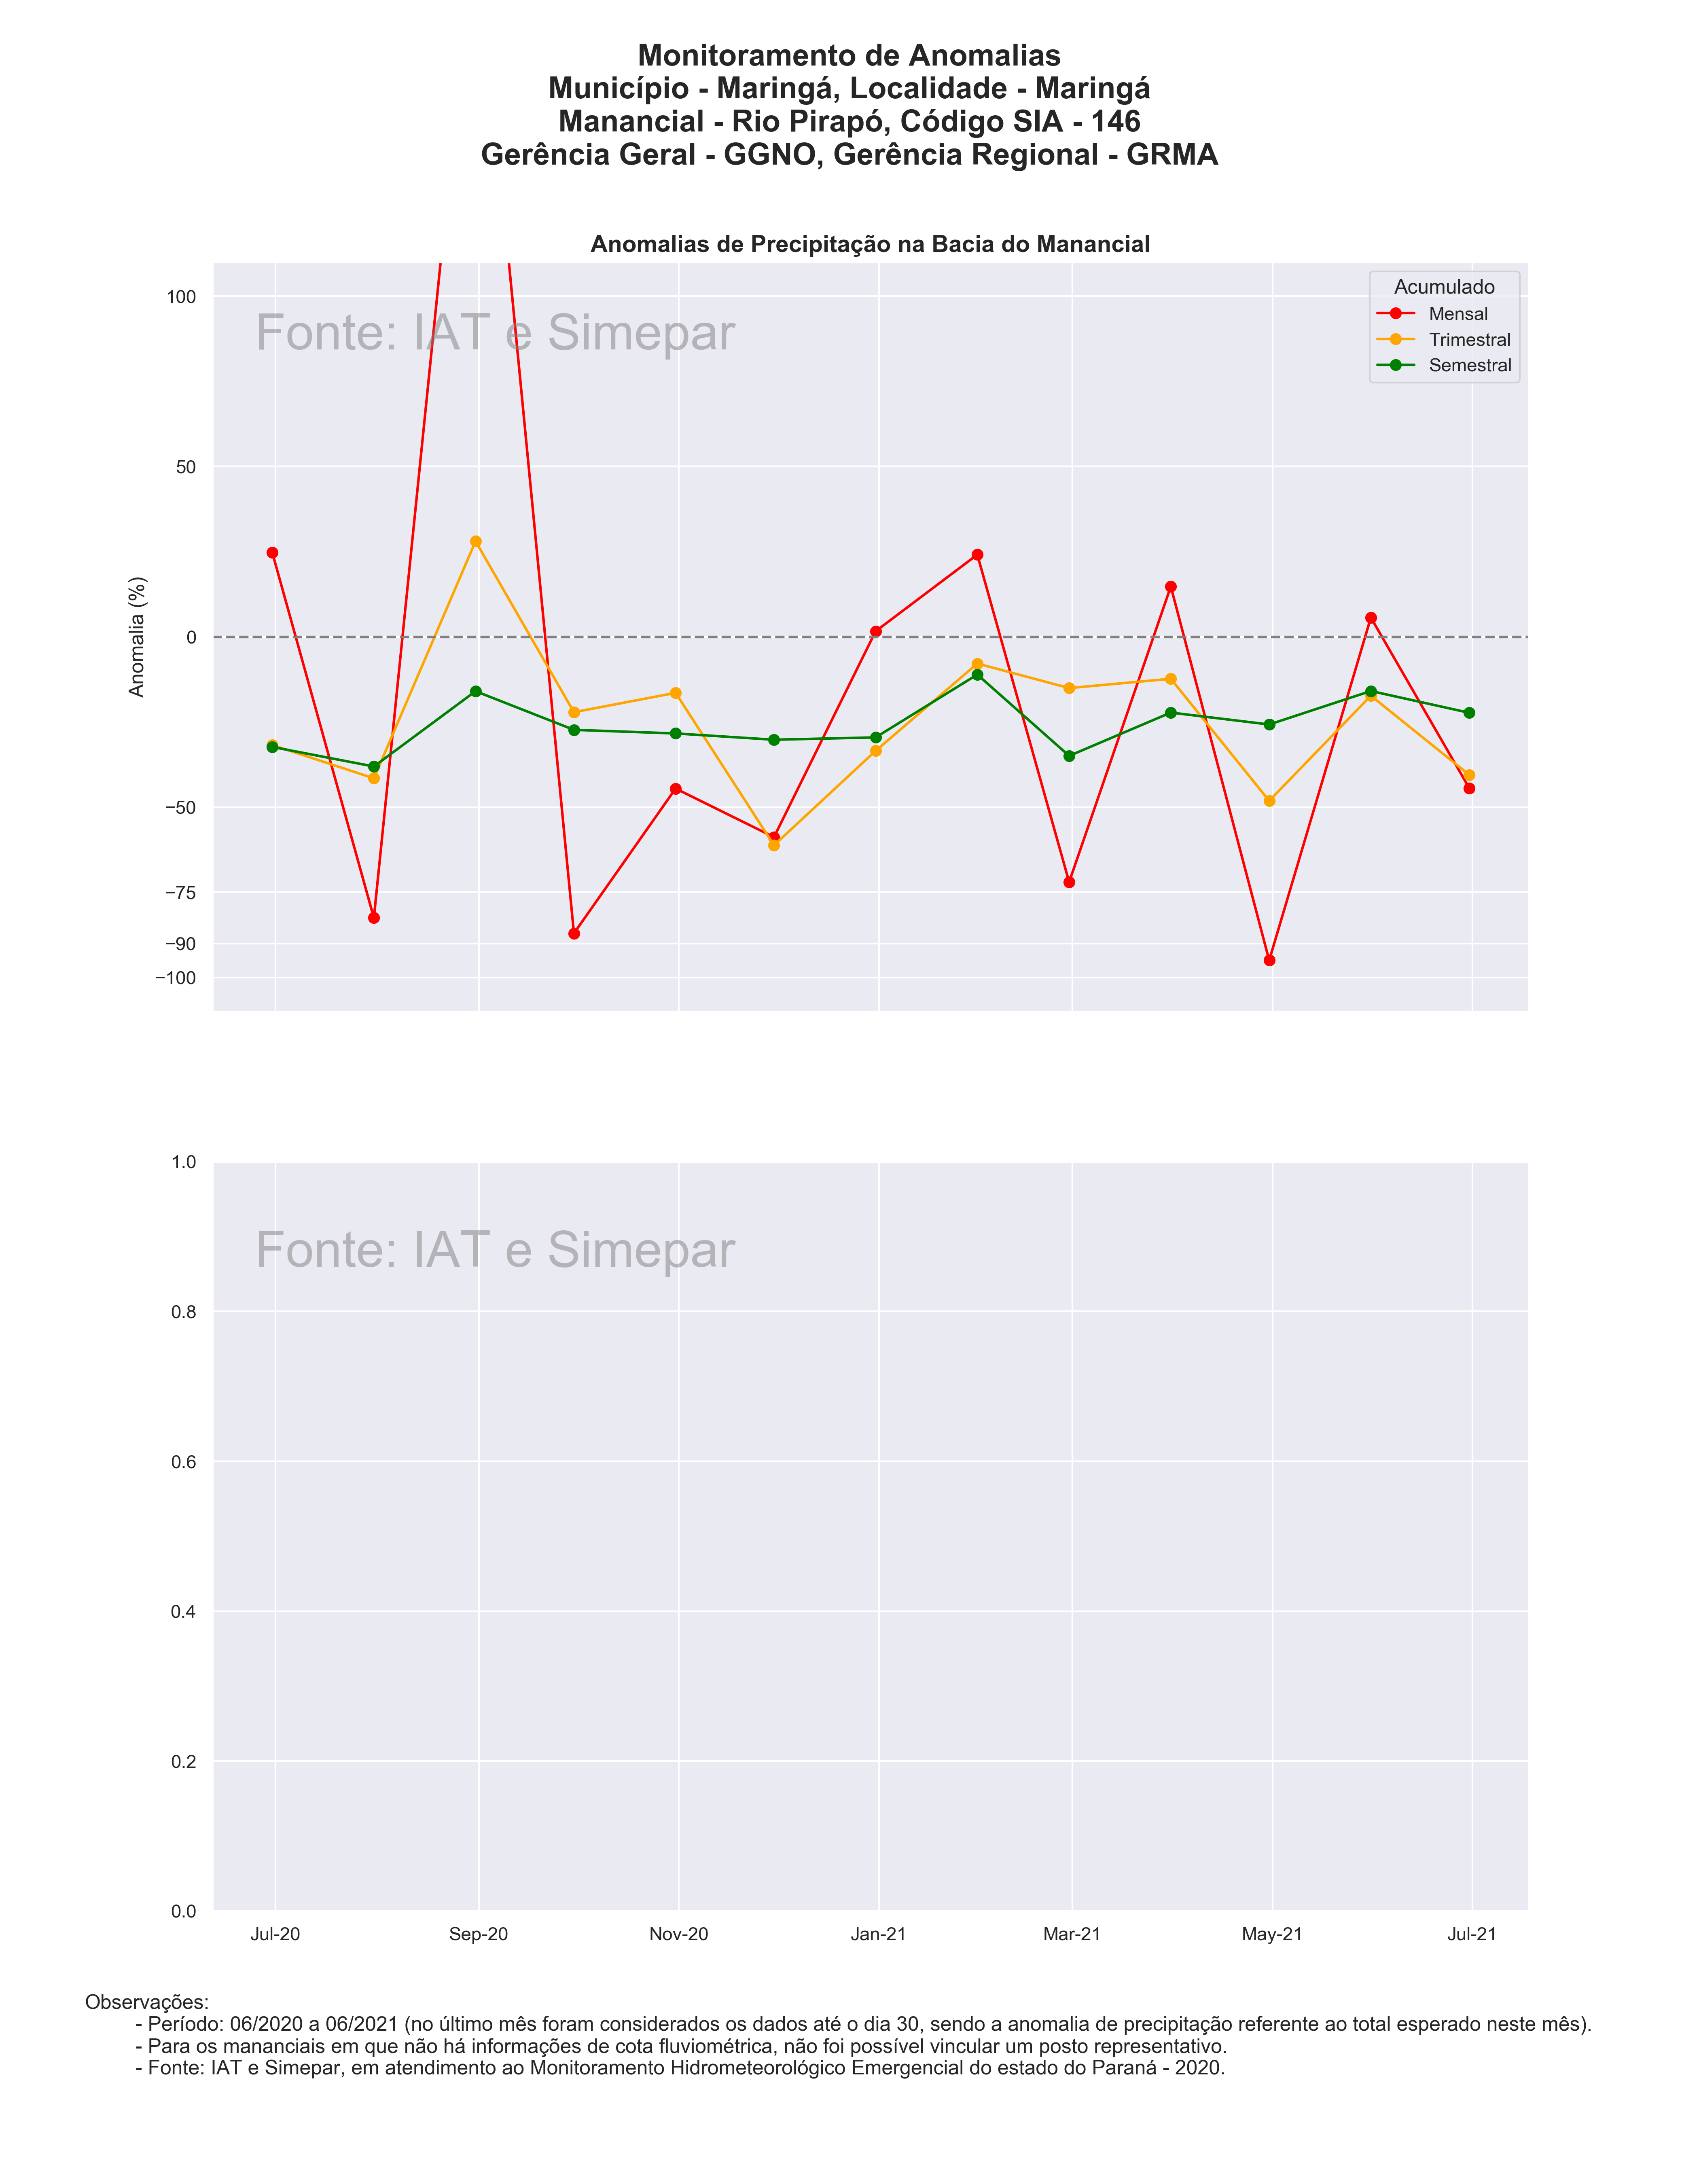 Monitoramento de Anomalias
Município - Maringá, Localidade - Maringá
Manancial - Rio Pirapó, Código SIA - 146
Gerência Geral - GGNO, Gerência Regional - GRMA
Anomalias de Precipitação na Bacia do Manancial
Fonte: IAT e Simepar
Acumulado
Mensal
Trimestral
Semestral
Anomalia (%)
100
50
0
−50
−75
−90
−100
Fonte: IAT e Simepar
1.0
0.8
0.6
0.4
0.2
0.0
Jul-20 Sep-20 Nov-20 Jan-21 Mar-21 May-21 Jul-21
Observações:
- Período: 06/2020 a 06/2021 (no último mês foram considerados os dados até o dia 30, sendo a anomalia de precipitação referente ao total esperado neste mês).
- Para os mananciais em que não há informações de cota fluviométrica, não foi possível vincular um posto representativo.
- Fonte: IAT e Simepar, em atendimento ao Monitoramento Hidrometeorológico Emergencial do estado do Paraná - 2020.